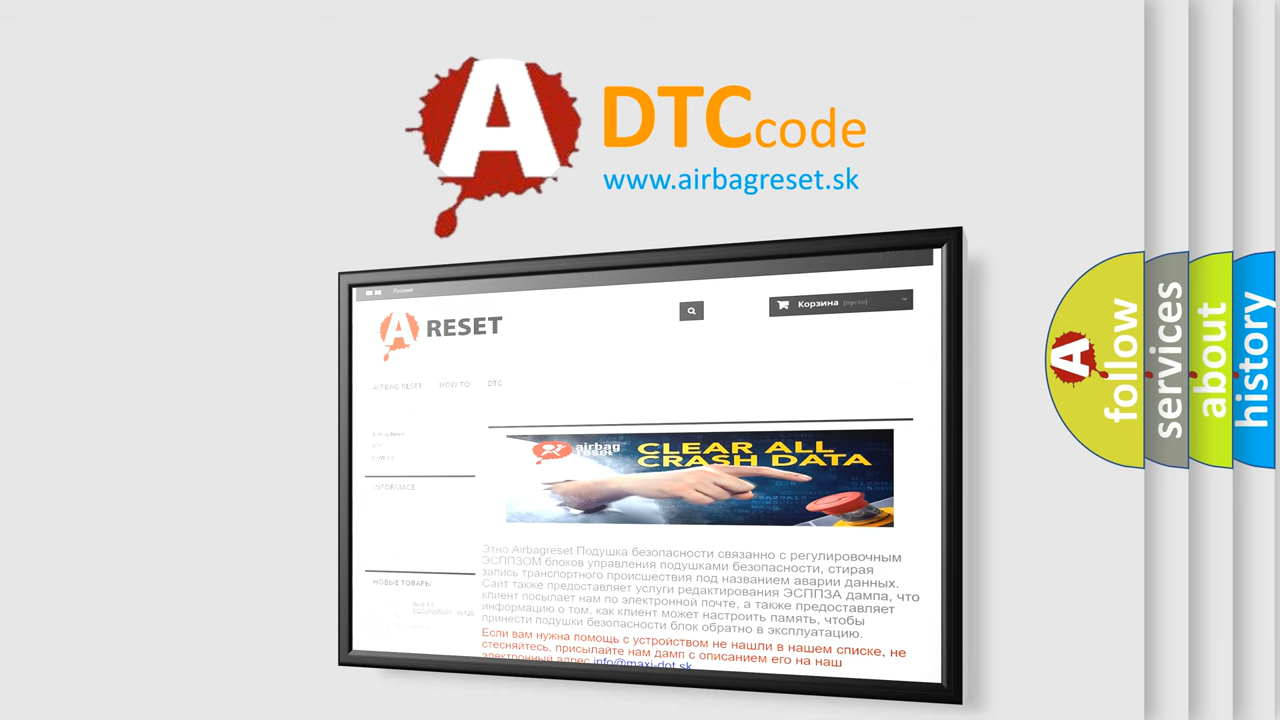 A
DTC code
www.airbagreset.sk
Русский
Корзина (пусто)
A RESET
AIRBAG RESET HOW TO DTC
INFORMACE
НОВЫЕ ТОВАРЫ
airbag
reset
CLEAR ALL
CRASH DATA
Этно Airbagreset Подушка безопасности связанно с регулировочным
ЭСППЗОМ блоков управления подушками безопасности, стирая
запись транспортного происшествия под названием аварии данных.
Сайт также предоставляет услуги редактирования ЭСППЗА дампа, что
клиент посылает нам по электронной почте, а также предоставляет
информацию о том, как клиент может настроить память, чтобы
принести подушки безопасности блок обратно в эксплуатацию.
Если вам нужна помощь с устройством не нашли в нашем списке, не
стесняйтесь, присылайте нам дамп с описанием его на наш
электронный адрес info@maxi-dot.sk
A
follow
services
about
history